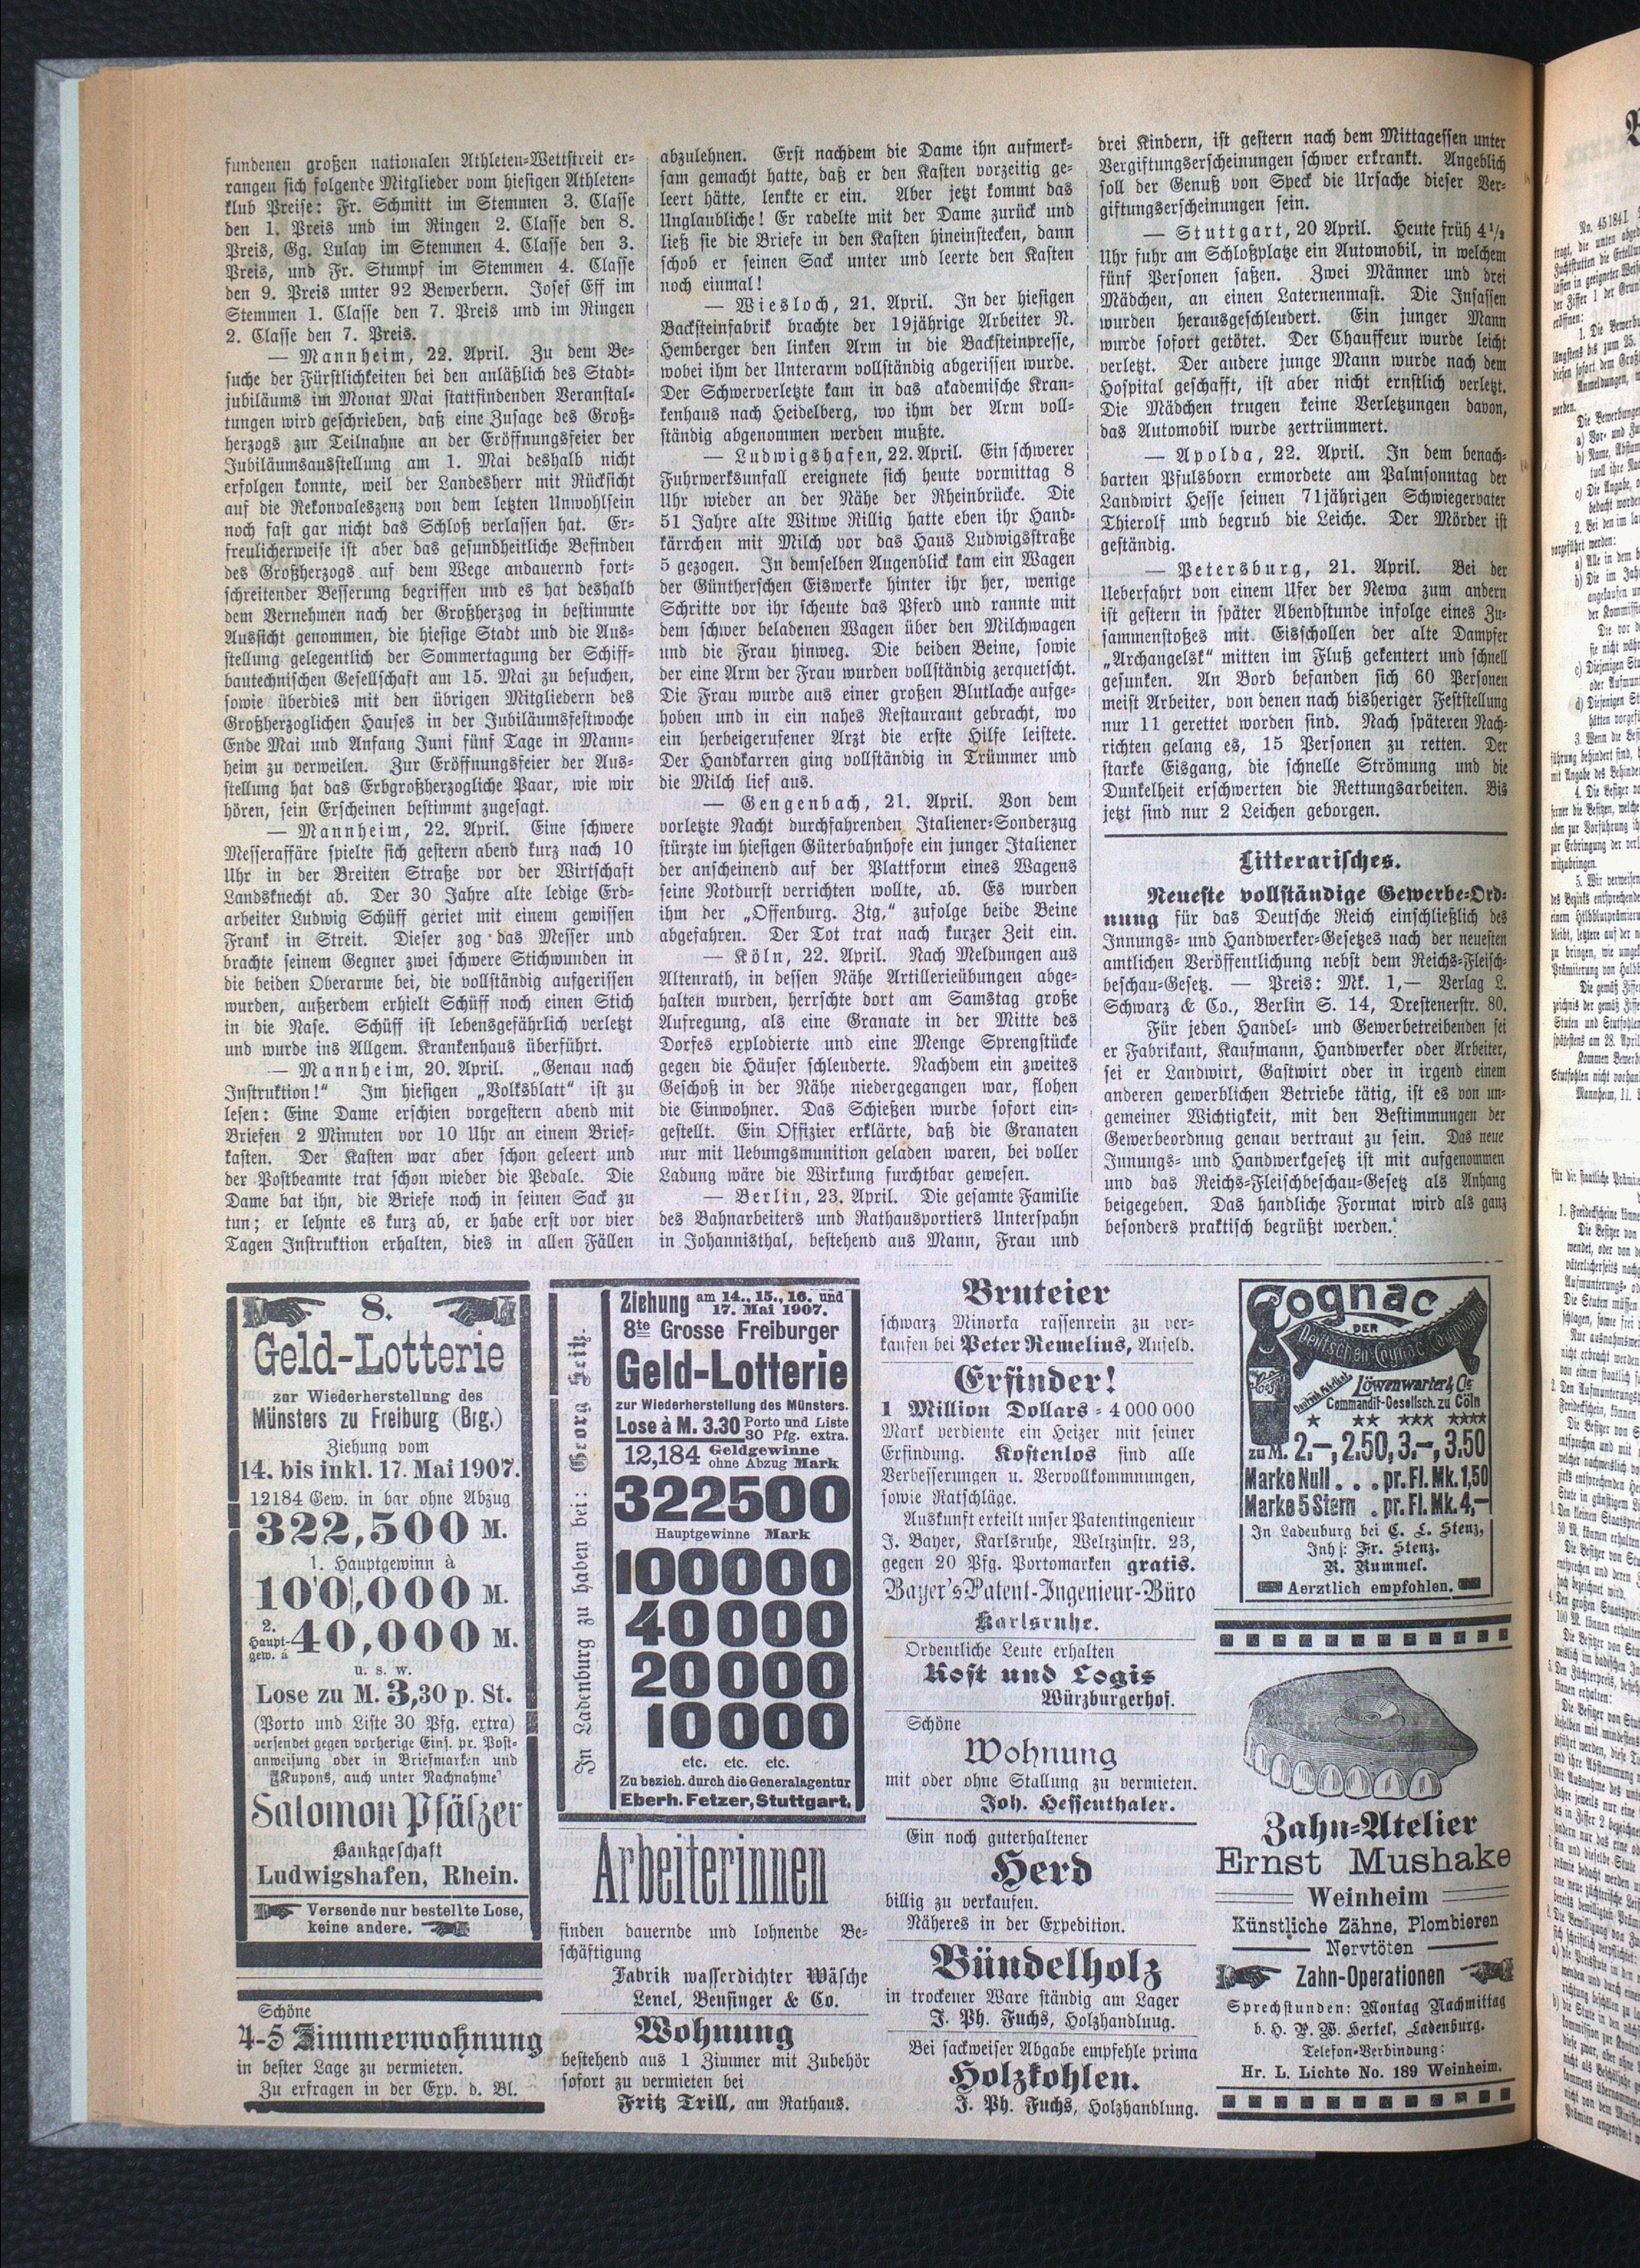 fundenen großen nationalen Athleten-Wettstreit er-
rangen sich folgende Mitglieder vom hiesigen Athleten-
klub Preise: Fr. Schmitt im Stemmen 3. Classe
den 1. Preis und im Ringen 2. Classe den 8.
Preis, Gg. Lulay im Stemmen 4. Classe den 3.
Preis, und Fr. Stumpf im Stemmen 4. Classe
den 9. Preis unter 92 Bewerbern. Josef Eff im
Stemmen 1. Classe den 7. Preis und im Ringen
2. Classe den 7. Preis.
— Mannheim, 22. April. Zu dem Be-
suche der Fürstlichkeiten bei den anläßlich des Stadt-
jubiläums im Monat Mai stattfindenden Veranstal-
tungen wird geschrieben, daß eine Zusage des Groß-
herzogs zur Teilnahme an der Eröffnungsfeier der
Jubiläumsausstellung am 1. Mai deshalb nicht
erfolgen konnte, weil der Landesherr mit Rücksicht
auf die Rekonvaleszenz von dem letzten Unwohlsein
noch fast gar nicht das Schloß verlassen hat. Er-
freulicherweise ist aber das gesundheitliche Befinden
des Großherzogs auf dem Wege andauernd fort-
schreitender Besserung begriffen und es hat deshalb
dem Vernehmen nach der Großherzog in bestimmte
Aussicht genommen, die hiesige Stadt und die Aus-
stellung gelegentlich der Sommertagung der Schiff-
bautechnischen Gesellschaft am 15. Mai zu besuchen,
sowie überdies mit den übrigen Mitgliedern des
Großherzoglichen Hauses in der Jubiläumsfestwoche
Ende Mai und Anfang Juni fünf Tage in Mann-
heim zu verweilen. Zur Eröffnungsfeier der Aus-
stellung hat das Erbgroßherzogliche Paar, wie wir
hören, sein Erscheinen bestimmt zugesagt.
— Mannheim, 22. April. Eine schwere
Messeraffäre spielte sich gestern abend kurz nach 10
Uhr in der Breiten Straße vor der Wirtschaft
Landsknecht ab. Der 30 Jahre alte ledige Erd-
arbeiter Ludwig Schüff geriet mit einem gewissen
Frank in Streit. Dieser zog das Messer und
brachte seinem Gegner zwei schwere Stichwunden in
die beiden Oberarme bei, die vollständig aufgerissen
wurden, außerdem erhielt Schüff noch einen Stich
in die Nase. Schüff ist lebensgefährlich verletzt
und wurde ins Allgem. Krankenhaus überführt.
— Mannheim, 20. April. „Genau nach
Instruktion!“ Im hiesigen „Volksblatt“ ist zu
lesen: Eine Dame erschien vorgestern abend mit
Briefen 2 Minuten vor 10 Uhr an einem Brief-
kasten. Der Kasten war aber schon geleert und
der Postbeamte trat schon wieder die Pedale. Die
Dame bat ihn, die Briefe noch in seinen Sack zu
tun; er lehnte es kurz ab, er habe erst vor vier
Tagen Instruktion erhalten, dies in allen Fällen
abzulehnen. Erst nachdem die Dame ihn aufmerk-
sam gemacht hatte, daß er den Kasten vorzeitig ge-
leert hätte, lenkte er ein. Aber jetzt kommt das
Unglaubliche! Er radelte mit der Dame zurück und
ließ sie die Briefe in den Kasten hineinstecken, dann
schob er seinen Sack unter und leerte den Kasten
noch einmal!
— Wiesloch, 21. April. In der hiesigen
Backsteinfabrik brachte der 19jährige Arbeiter N.
Hemberger den linken Arm in die Backsteinpresse,
wobei ihm der Unterarm vollständig abgerissen wurde.
Der Schwerverletzte kam in das akademische Kran-
kenhaus nach Heidelberg, wo ihm der Arm voll-
ständig abgenommen werden mußte.
— Ludwigshafen, 22. April. Ein schwerer
Fuhrwerksunfall ereignete sich heute vormittag 8
Uhr wieder an der Nähe der Rheinbrücke. Die
51 Jahre alte Witwe Rillig hatte eben ihr Hand-
kärrchen mit Milch vor das Haus Ludwigsstraße
5 gezogen. In demselben Augenblick kam ein Wagen
der Güntherschen Eiswerke hinter ihr her, wenige
Schritte vor ihr scheute das Pferd und rannte mit
dem schwer beladenen Wagen über den Milchwagen
und die Frau hinweg. Die beiden Beine, sowie
der eine Arm der Frau wurden vollständig zerquetscht.
Die Frau wurde aus einer großen Blutlache aufge-
hoben und in ein nahes Restaurant gebracht, wo
ein herbeigerufener Arzt die erste Hilfe leistete.
Der Handkarren ging vollständig in Trümmer und
die Milch lief aus.
— Gengenbach, 21. April. Von dem
vorletzte Nacht durchfahrenden Italiener-Sonderzug
stürzte im hiesigen Güterbahnhofe ein junger Italiener
der anscheinend auf der Plattform eines Wagens
seine Notdurst verrichten wollte, ab. Es wurden
ihm der „Offenburg. Ztg,“ zufolge beide Beine
abgefahren. Der Tot trat nach kurzer Zeit ein.
— Köln, 22. April. Nach Meldungen aus
Altenrath, in dessen Nähe Artillerieübungen abge-
halten wurden, herrschte dort am Samstag große
Aufregung, als eine Granate in der Mitte des
Dorfes explodierte und eine Menge Sprengstücke
gegen die Häuser schleuderte. Nachdem ein zweites
Geschoß in der Nähe niedergegangen war, flohen
die Einwohner. Das Schießen wurde sofort ein-
gestellt. Ein Offizier erklärte, daß die Granaten
nur mit Uebungsmunition geladen waren, bei voller
Ladung wäre die Wirkung furchtbar gewesen.
— Berlin, 23. April. Die gesamte Familie
des Bahnarbeiters und Rathausportiers Unterspahn
in Johannisthal, bestehend aus Mann, Frau und
drei Kindern, ist gestern nach dem Mittagessen unter
Vergiftungserscheinungen schwer erkrankt. Angeblich
soll der Genuß von Speck die Ursache dieser Ver-
giftungserscheinungen sein.
— Stuttgart, 20 April. Heute früh 4½
Uhr fuhr am Schloßplatze ein Automobil, in welchem
fünf Personen saßen. Zwei Männer und drei
Mädchen, an einen Laternenmast. Die Insassen
wurden herausgeschleudert. Ein junger Mann
wurde sofort getötet. Der Chauffeur wurde leicht
verletzt. Der andere junge Mann wurde nach dem
Hospital geschafft, ist aber nicht ernstlich verletzt.
Die Mädchen trugen keine Verletzungen davon,
das Automobil wurde zertrümmert.
— Apolda, 22. April. In dem benach-
barten Pfulsborn ermordete am Palmsonntag der
Landwirt Hesse seinen 71jährigen Schwiegervater
Thierolf und begrub die Leiche. Der Mörder ist
geständig.
— Petersburg, 21. April. Bei der
Ueberfahrt von einem Ufer der Newa zum andern
ist gestern in später Abendstunde infolge eines Zu-
sammenstoßes mit Eisschollen der alte Dampfer
„Archangelsk“ mitten im Fluß gekentert und schnell
gesunken. An Bord befanden sich 60 Personen
meist Arbeiter, von denen nach bisheriger Feststellung
nur 11 gerettet worden sind. Nach späteren Nach-
richten gelang es, 15 Personen zu retten. Der
starke Eisgang, die schnelle Strömung und die
Dunkelheit erschwerten die Rettungsarbeiten. Bis
jetzt sind nur 2 Leichen geborgen.
Litterarisches.
Neueste vollständige Gewerbe-Ord-
nung für das Deutsche Reich einschließlich des
Innungs- und Handwerker-Gesetzes nach der neuesten
amtlichen Veröffentlichung nebst dem Reichs-Fleisch-
beschau-Gesetz. — Preis: Mk. 1,— Verlag L.
Schwarz & Co., Berlin S. 14, Drestenerstr. 80.
Für jeden Handel- und Gewerbetreibenden sei
er Fabrikant, Kaufmann, Handwerker oder Arbeiter,
sei er Landwirt, Gastwirt oder in irgend einem
anderen gewerblichen Betriebe tätig, ist es von un-
gemeiner Wichtigkeit, mit den Bestimmungen der
Gewerbeordnug genau vertraut zu sein. Das neue
Innungs- und Handwerkgesetz ist mit aufgenommen
und das Reichs-Fleischbeschau-Gesetz als Anhang
beigegeben. Das handliche Format wird als ganz
besonders praktisch begrüßt werden.
8.
Geld-Lotterie
zur Wiederherstellung des
Münsters zu Freiburg (Brg.)
Ziehung vom
14. bis inkl. 17. Mai 1907.
12184 Gew. in bar ohne Abzug
322,500 M.
1. Hauptgewinn à
100,000 M.
2. Haupt-gew. à 40,000 M.
u. s. w.
Lose zu M. 3,30 p. St.
(Porto und Liste 30 Pfg. extra)
versendet gegen vorherige Eins. pr. Post-
anweisung oder in Briefmarken und
Kupons, auch unter Nachnahme
Salomon Pfälzer
Bankgeschaft
Ludwigshafen, Rhein.
Versende nur bestellte Lose,
keine andere.
Schöne
4-5 Zimmerwohnung
in bester Lage zu vermieten.
Zu erfragen in der Exp. d. Bl.
In Ladenburg zu haben bei: Georg Zeitz.
Ziehung am 14., 15., 16. und
17. Mai 1907.
8te Grosse Freiburger
Geld-Lotterie
zur Wiederherstellung des Münsters.
Lose à M. 3.30 Porto und Liste
30 Pfg. extra.
12,184 Geldgewinne
ohne Abzug Mark
322500
Hauptgewinne Mark
100000
40000
20000
10000
etc. etc. etc.
Zu bezieh. durch die Generalagentur
Eberh. Fetzer, Stuttgart.
Arbeiterinnen
finden dauernde und lohnende Be-
schäftigung
Fabrik wasserdichter Wäsche
Lenel, Bensinger & Co.
Wohnung
bestehend aus 1 Zimmer mit Zubehör
sofort zu vermieten bei
Fritz Trill, am Rathaus.
Bruteier
schwarz Minorka rassenrein zu ver-
kaufen bei Peter Remelius, Aufeld.
Erfinder!
1 Million Dollars = 4 000 000
Mark verdiente ein Heizer mit seiner
Erfindung. Kostenlos sind alle
Verbesserungen u. Vervollkommnungen,
sowie Ratschläge.
Auskunft erteilt unser Patentingenieur
J. Bayer, Karlsruhe, Weltzinstr. 23,
gegen 20 Pfg. Portomarken gratis.
Bayer's Patent-Ingenieur-Büro
Karlsruhe.
Ordentliche Leute erhalten
Kost und Logis
Würzburgerhof.
Schöne
Wohnung
mit oder ohne Stallung zu vermieten.
Joh. Hessenthaler.
Ein noch guterhaltener
Herd
billig zu verkaufen.
Näheres in der Expedition.
Bündelholz
in trockener Ware ständig am Lager
J. Ph. Fuchs, Holzhandlung.
Bei sackweiser Abgabe empfehle prima
Holzkohlen.
J. Ph. Fuchs, Holzhandlung.
Cognac
DER
Deutschen Cognac Compagnie
Löwenwarter & Cie
Commandit-Gesellsch. zu Cöln
★ ★★ ★★★ ★★★★
zu M. 2.–, 2.50, 3.–, 3.50
Marke Null . . . pr. Fl. Mk. 1,50
Marke 5 Stern . pr. Fl. Mk. 4,—
In Ladenburg bei C. L. Stenz,
Inh.: Fr. Stenz.
R. Rummel.
Aerztlich empfohlen.
Zahn-Atelier
Ernst Mushake
Weinheim
Künstliche Zähne, Plombieren
Nervtöten
Zahn-Operationen
Sprechstunden: Montag Nachmittag
b. H. P. W. Hertel, Ladenburg.
Telefon-Verbindung:
Hr. L. Lichte No. 189 Weinheim.